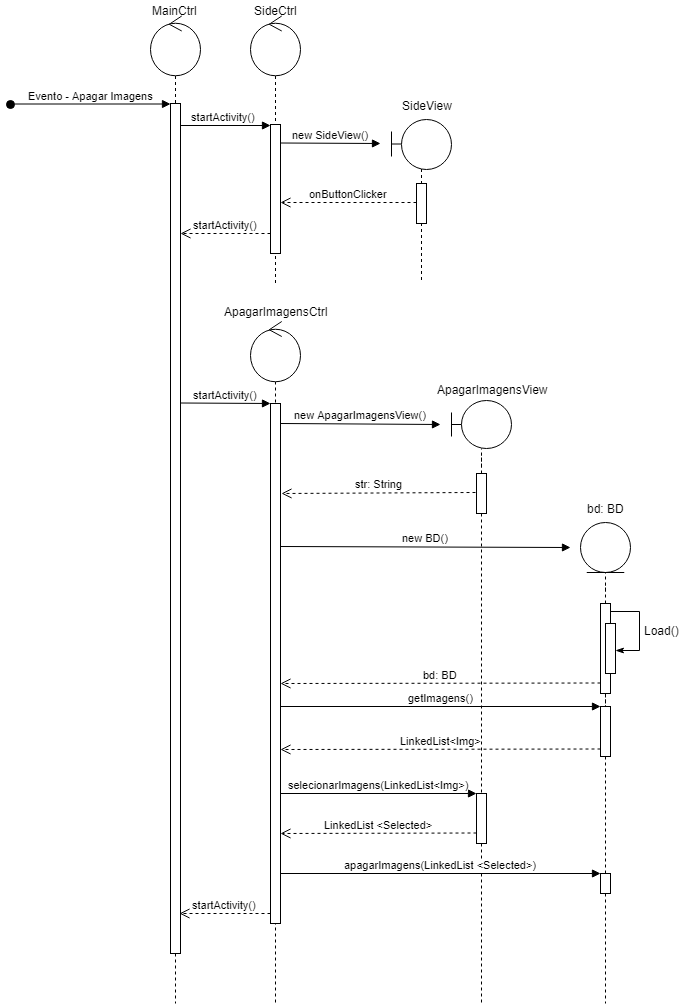 MainCtrl
SideCtrl
Evento - Apagar Imagens
SideView
startActivity()
new SideView()
onButtonClicker
startActivity()
ApagarImagensCtrl
ApagarImagensView
startActivity()
new ApagarImagensView()
str: String
bd: BD
new BD()
Load()
bd: BD
getImagens()
LinkedList<Img>
selecionarImagens(LinkedList<Img>)
LinkedList <Selected>
apagarImagens(LinkedList <Selected>)
startActivity()